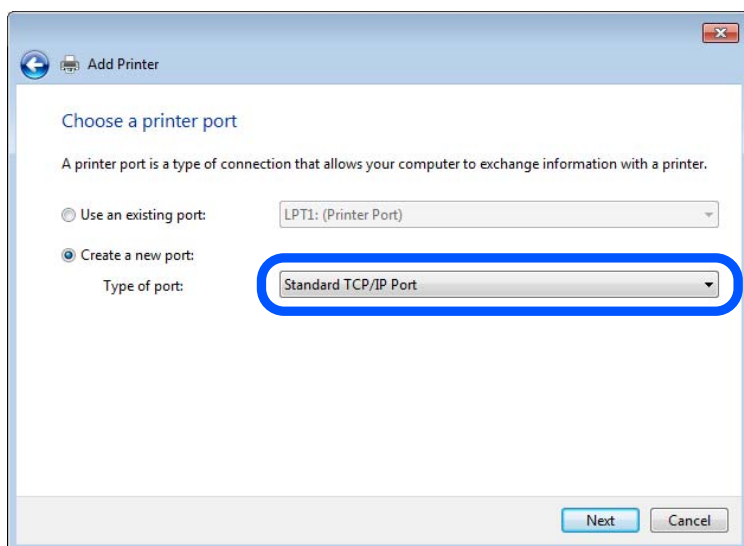 Add Printer
Choose a printer port
A printer port is a type of connection that allows your computer to exchange information with a printer.
Use an existing port: LPT1: (Printer Port)
Create a new port:
Type of port: Standard TCP/IP Port
Next Cancel